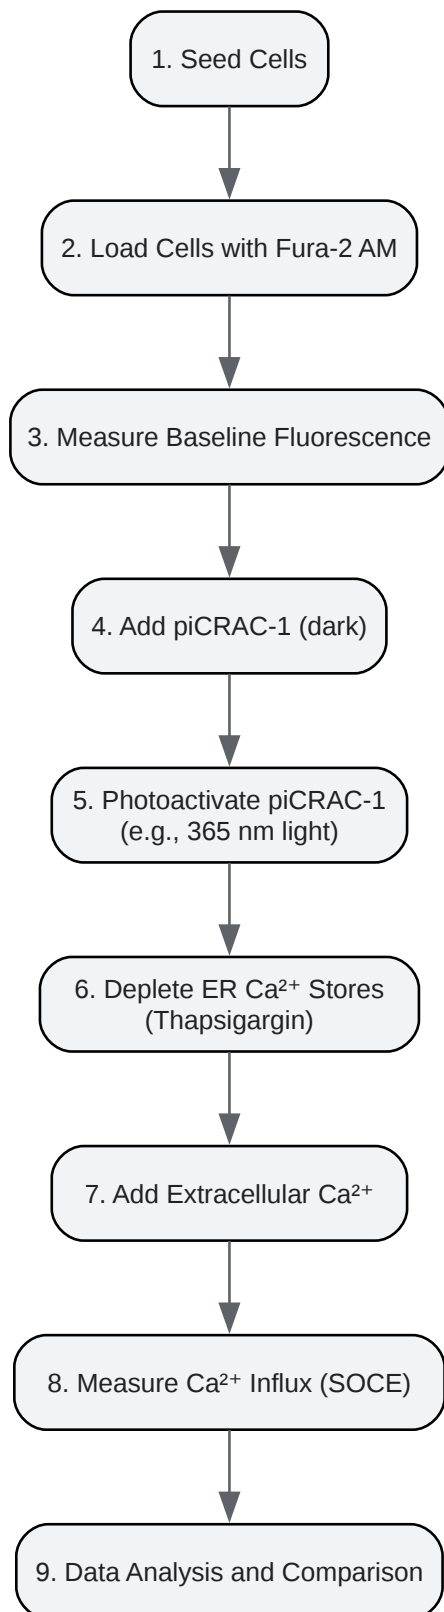 1. Seed Cells
2. Load Cells with Fura-2 AM
3. Measure Baseline Fluorescence
4. Add piCRAC-1 (dark)
5. Photoactivate piCRAC-1
(e.g., 365 nm light)
6. Deplete ER Ca²⁺ Stores
(Thapsigargin)
7. Add Extracellular Ca²⁺
8. Measure Ca²⁺ Influx (SOCE)
9. Data Analysis and Comparison